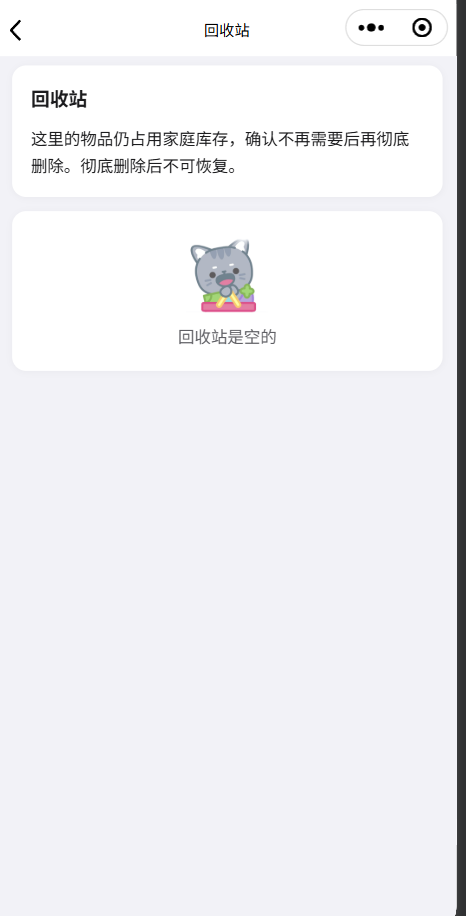 回收站
回收站
这里的物品仍占用家庭库存，确认不再需要后再彻底
删除。彻底删除后不可恢复。
回收站是空的